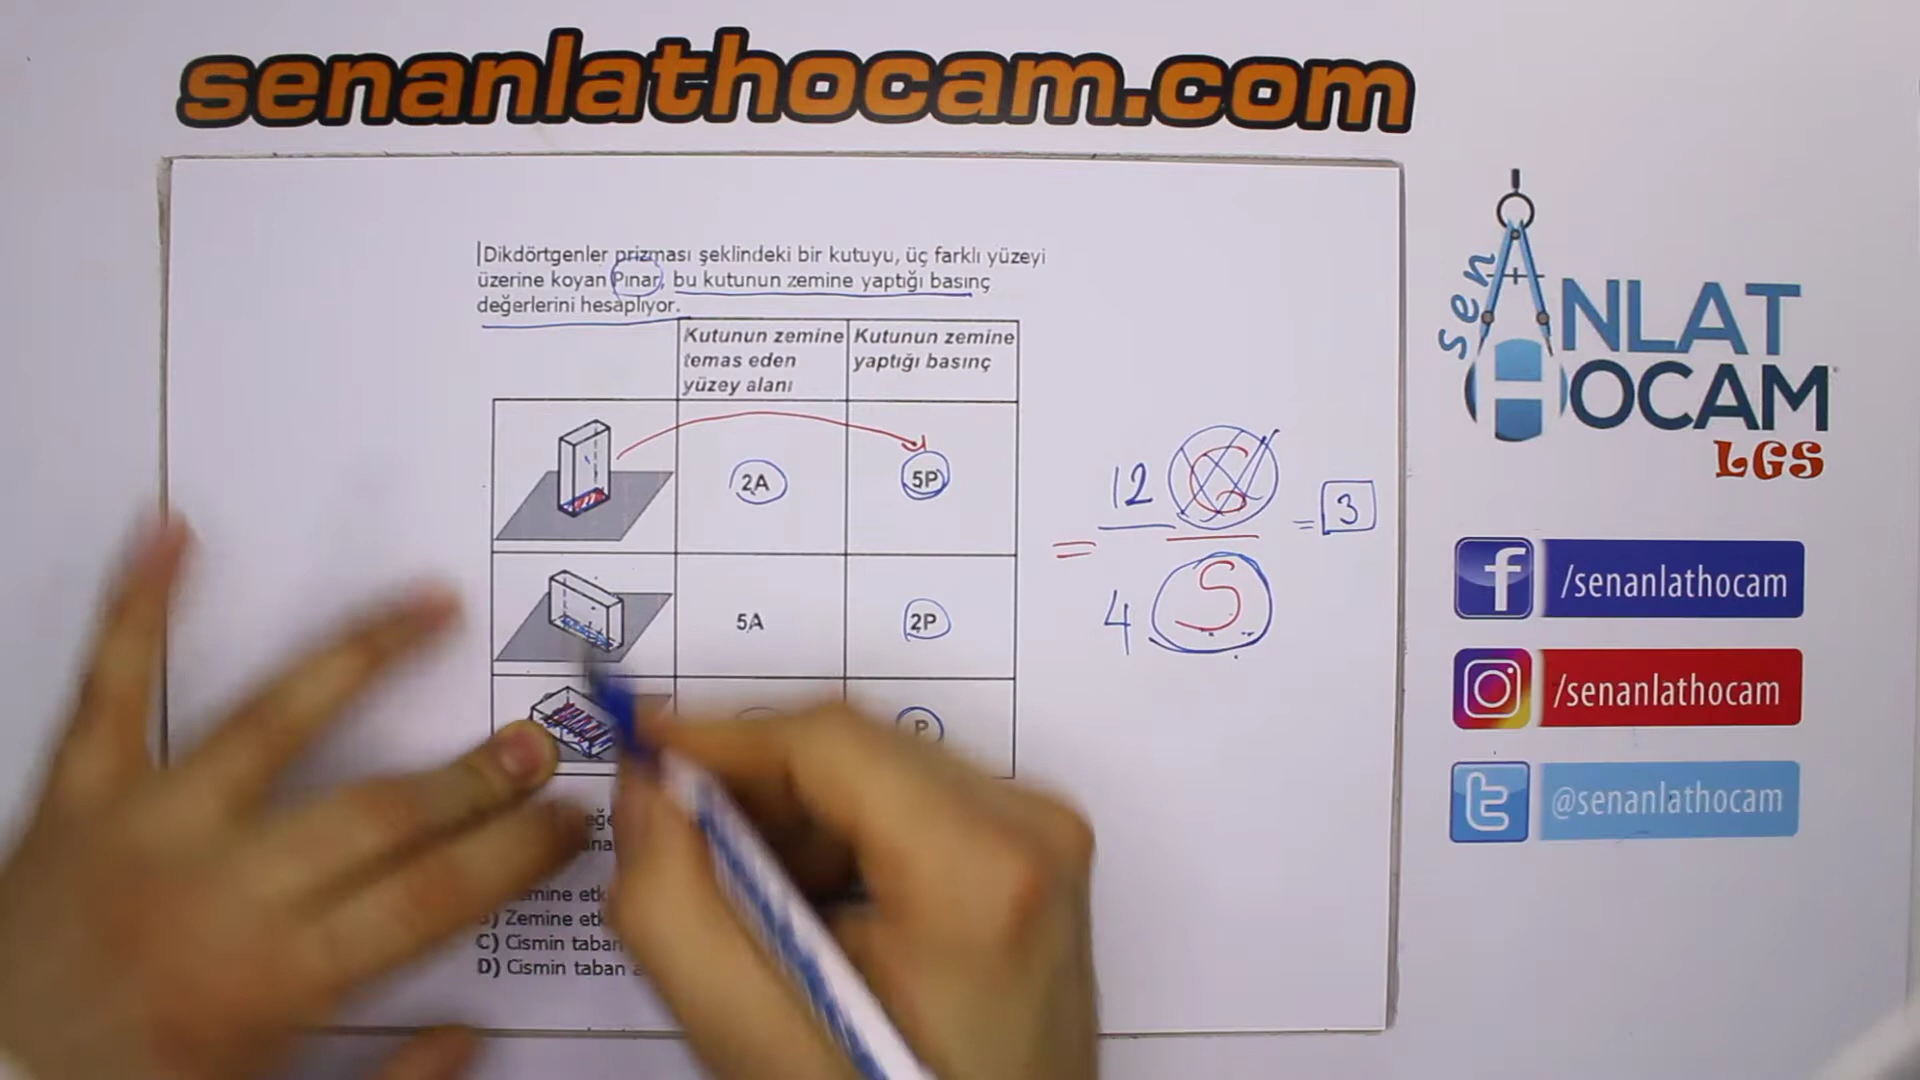 senanlathocam.com
Dikdörtgenler prizması şeklindeki bir kutuyu, üç farklı yüzeyi
üzerine koyan Pınar, bu kutunun zemine yaptığı basınç
değerlerini hesaplıyor.
Kutunun zemine temas eden yüzey alanı
Kutunun zemine yaptığı basınç
2A
5P
5A
2P
P
12 G
= = 3
4 S
Zemine etk
C) Cismin taban
D) Cismin taban a
sen
ANLAT
HOCAM
LGS
/senanlathocam
/senanlathocam
@senanlathocam